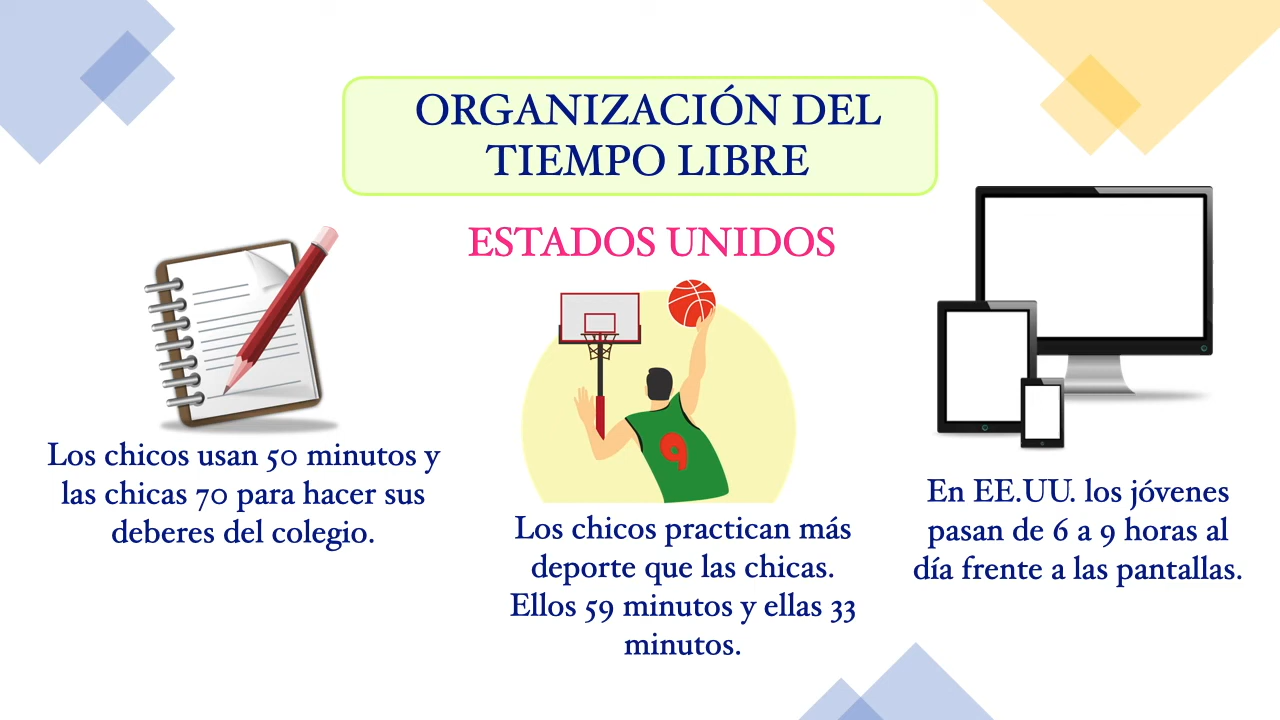 ORGANIZACIÓN DEL
TIEMPO LIBRE
ESTADOS UNIDOS
Los chicos usan 50 minutos y
las chicas 70 para hacer sus
deberes del colegio.
9
Los chicos practican más
deporte que las chicas.
Ellos 59 minutos y ellas 33
minutos.
En EE.UU. los jóvenes
pasan de 6 a 9 horas al
día frente a las pantallas.